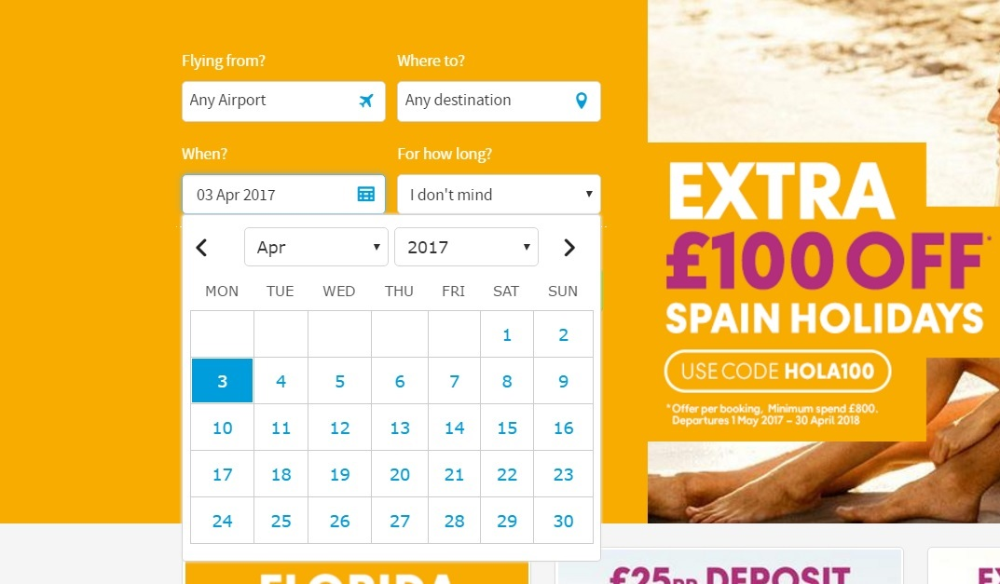 Flying from?
Where to?
Any Airport
Any destination
When?
For how long?
03 Apr 2017
I don't mind
Apr
2017
MON TUE WED THU FRI SAT SUN
1 2
3 4 5 6 7 8 9
10 11 12 13 14 15 16
17 18 19 20 21 22 23
24 25 26 27 28 29 30
EXTRA
£100 OFF*
SPAIN HOLIDAYS
USE CODE HOLA100
*Offer per booking, Minimum spend £800.
Departures 1 May 2017 – 30 April 2018
FLORIDA
£25PP DEPOSIT